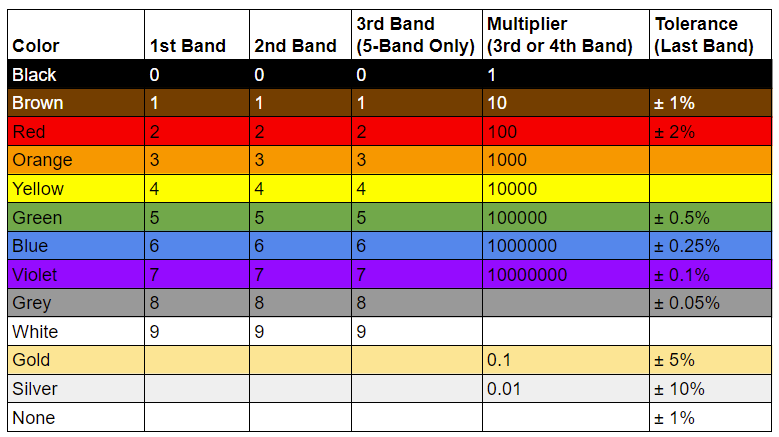 Color 1st Band 2nd Band 3rd Band (5-Band Only) Multiplier (3rd or 4th Band) Tolerance (Last Band)
Black 0 0 0 1
Brown 1 1 1 10 ± 1%
Red 2 2 2 100 ± 2%
Orange 3 3 3 1000
Yellow 4 4 4 10000
Green 5 5 5 100000 ± 0.5%
Blue 6 6 6 1000000 ± 0.25%
Violet 7 7 7 10000000 ± 0.1%
Grey 8 8 8 ± 0.05%
White 9 9 9
Gold 0.1 ± 5%
Silver 0.01 ± 10%
None ± 1%